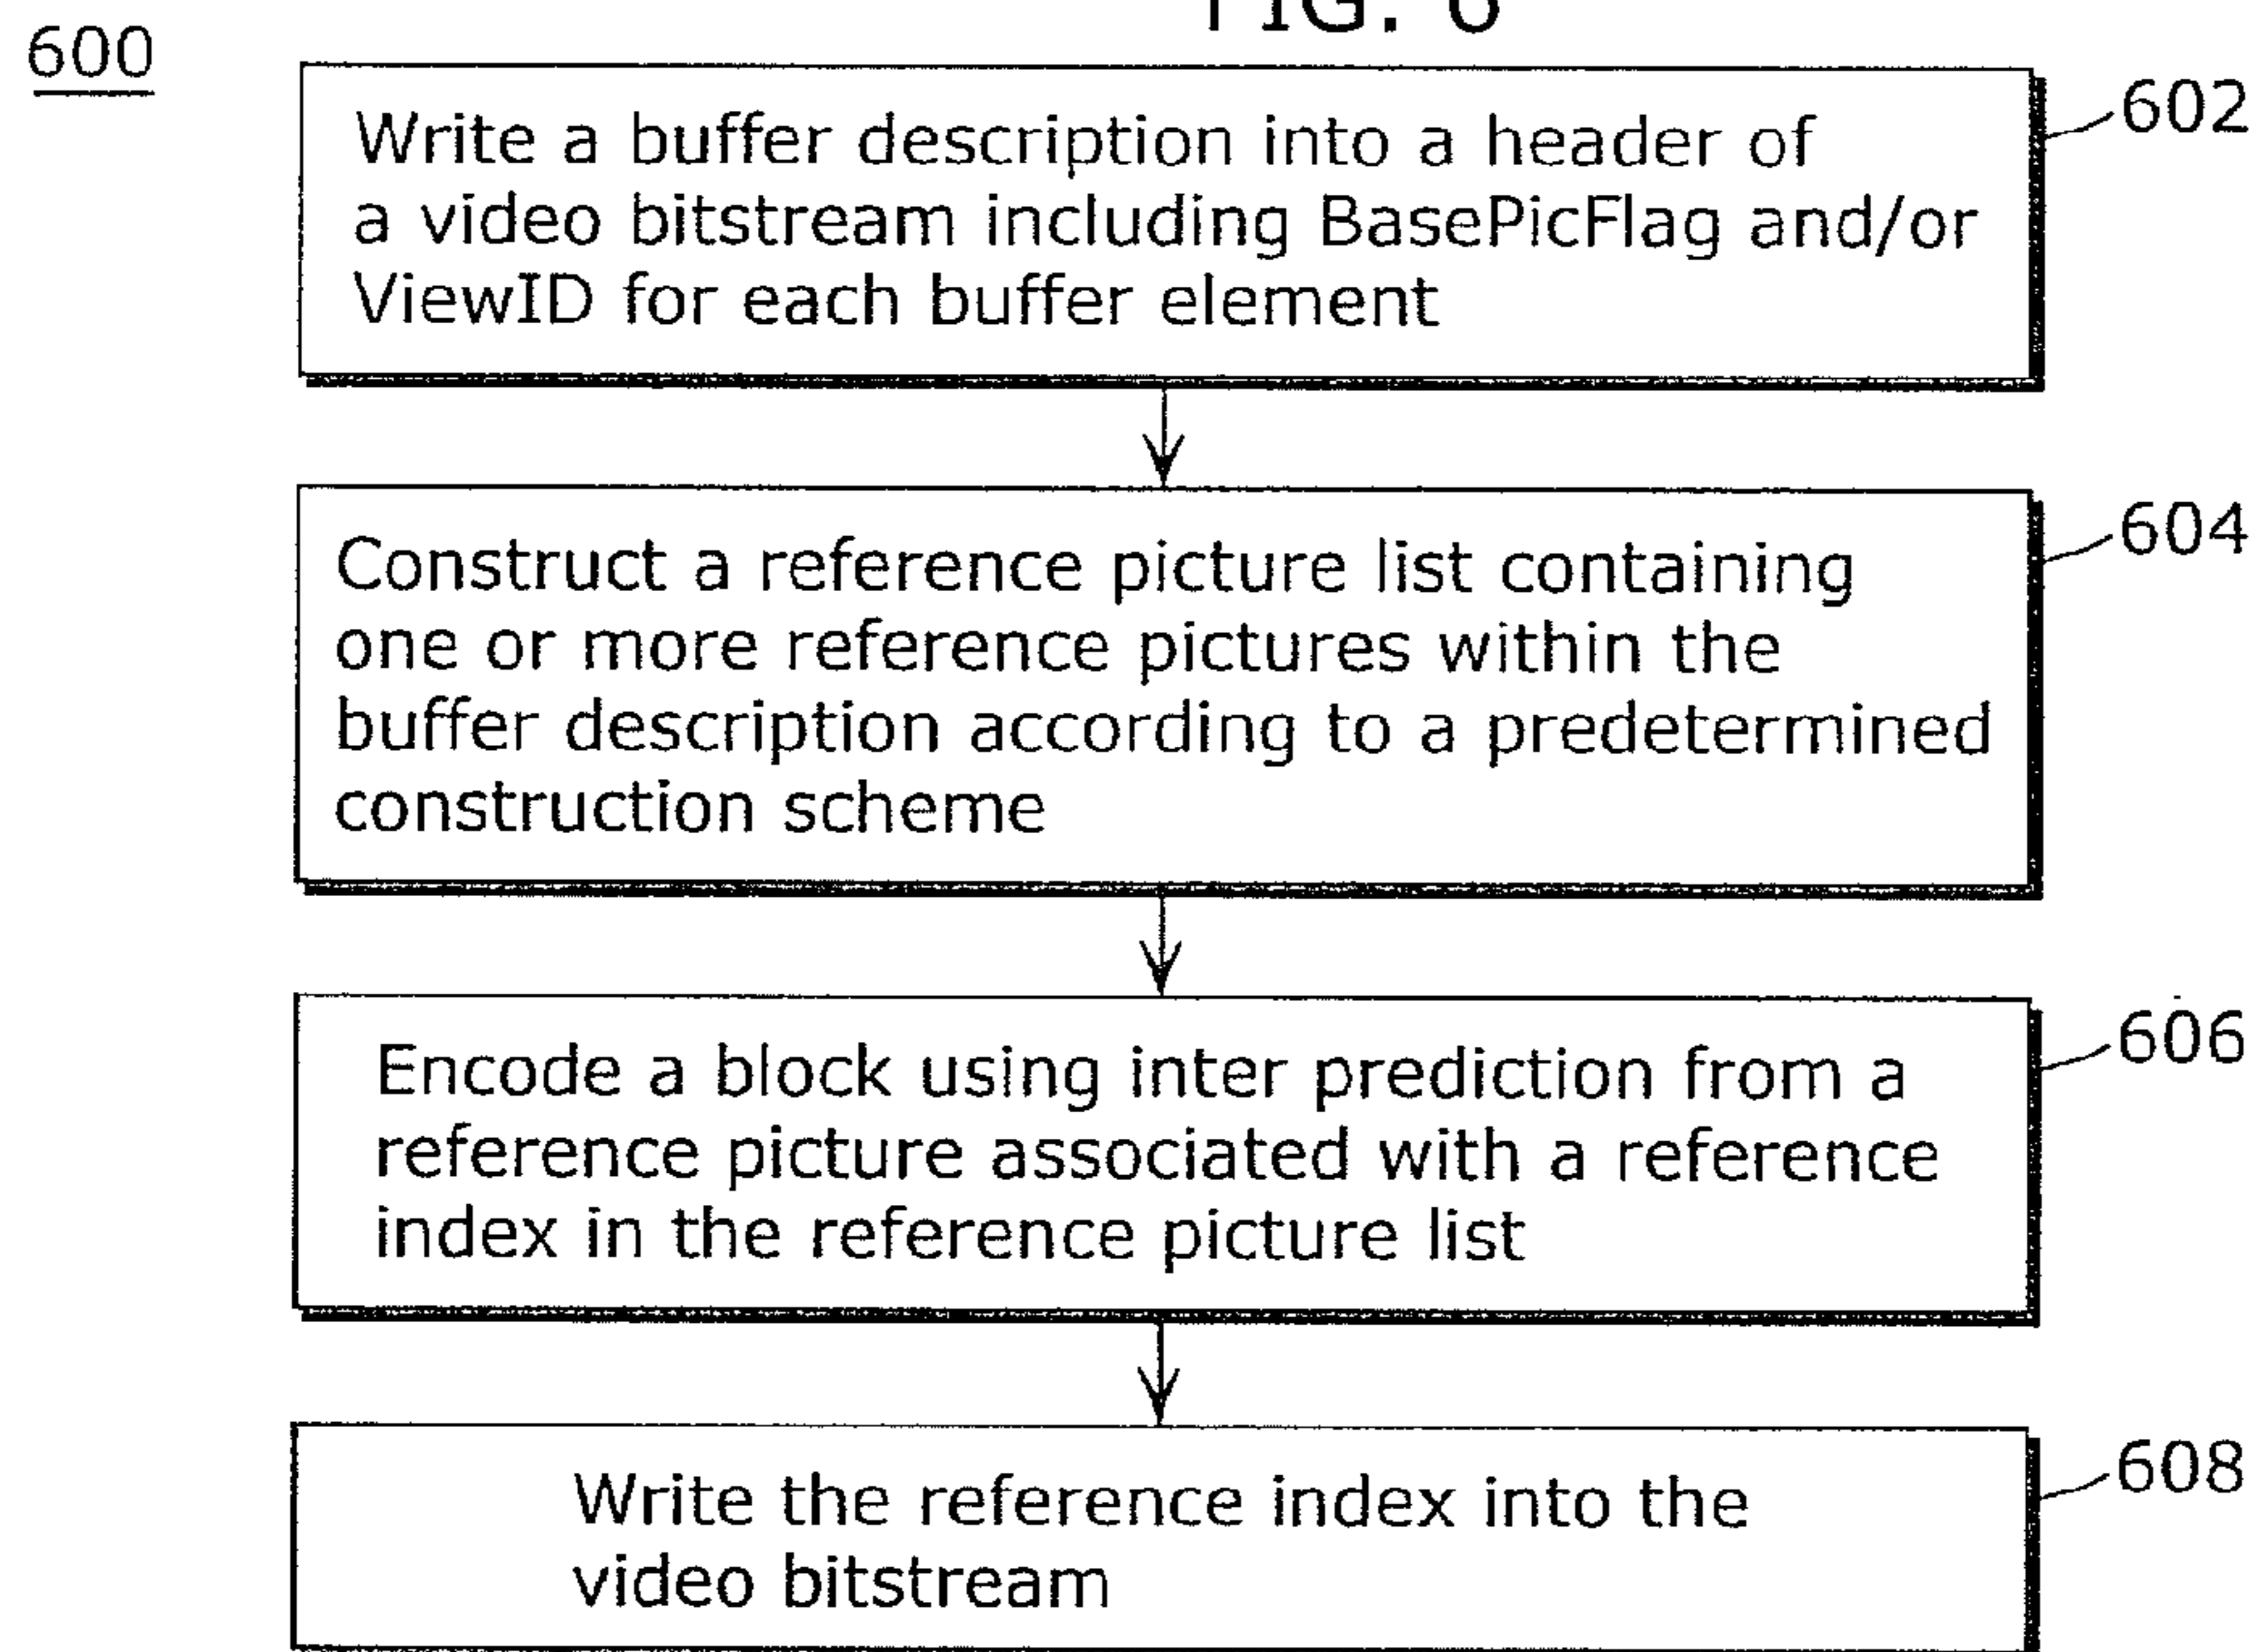 FIG. 6
600
602
Write a buffer description into a header of
a video bitstream including BasePicFlag and/or
ViewID for each buffer element
604
Construct a reference picture list containing
one or more reference pictures within the
buffer description according to a predetermined
construction scheme
606
Encode a block using inter prediction from a
reference picture associated with a reference
index in the reference picture list
608
Write the reference index into the
video bitstream